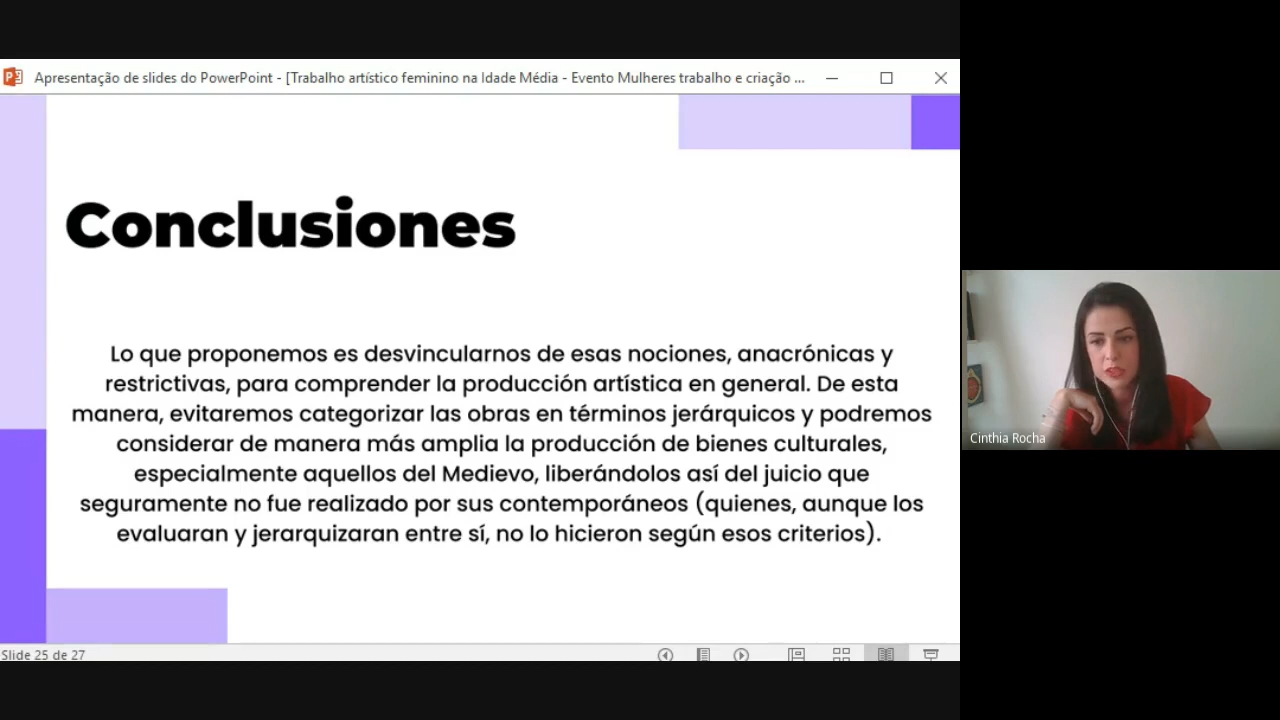 Apresentação de slides do PowerPoint - [Trabalho artístico feminino na Idade Média - Evento Mulheres trabalho e criação ...
Conclusiones
Lo que proponemos es desvincularnos de esas nociones, anacrónicas y
restrictivas, para comprender la producción artística en general. De esta
manera, evitaremos categorizar las obras en términos jerárquicos y podremos
considerar de manera más amplia la producción de bienes culturales,
especialmente aquellos del Medievo, liberándolos así del juicio que
seguramente no fue realizado por sus contemporáneos (quienes, aunque los
evaluaran y jerarquizaran entre sí, no lo hicieron según esos criterios).
Slide 25 de 27
Cinthia Rocha